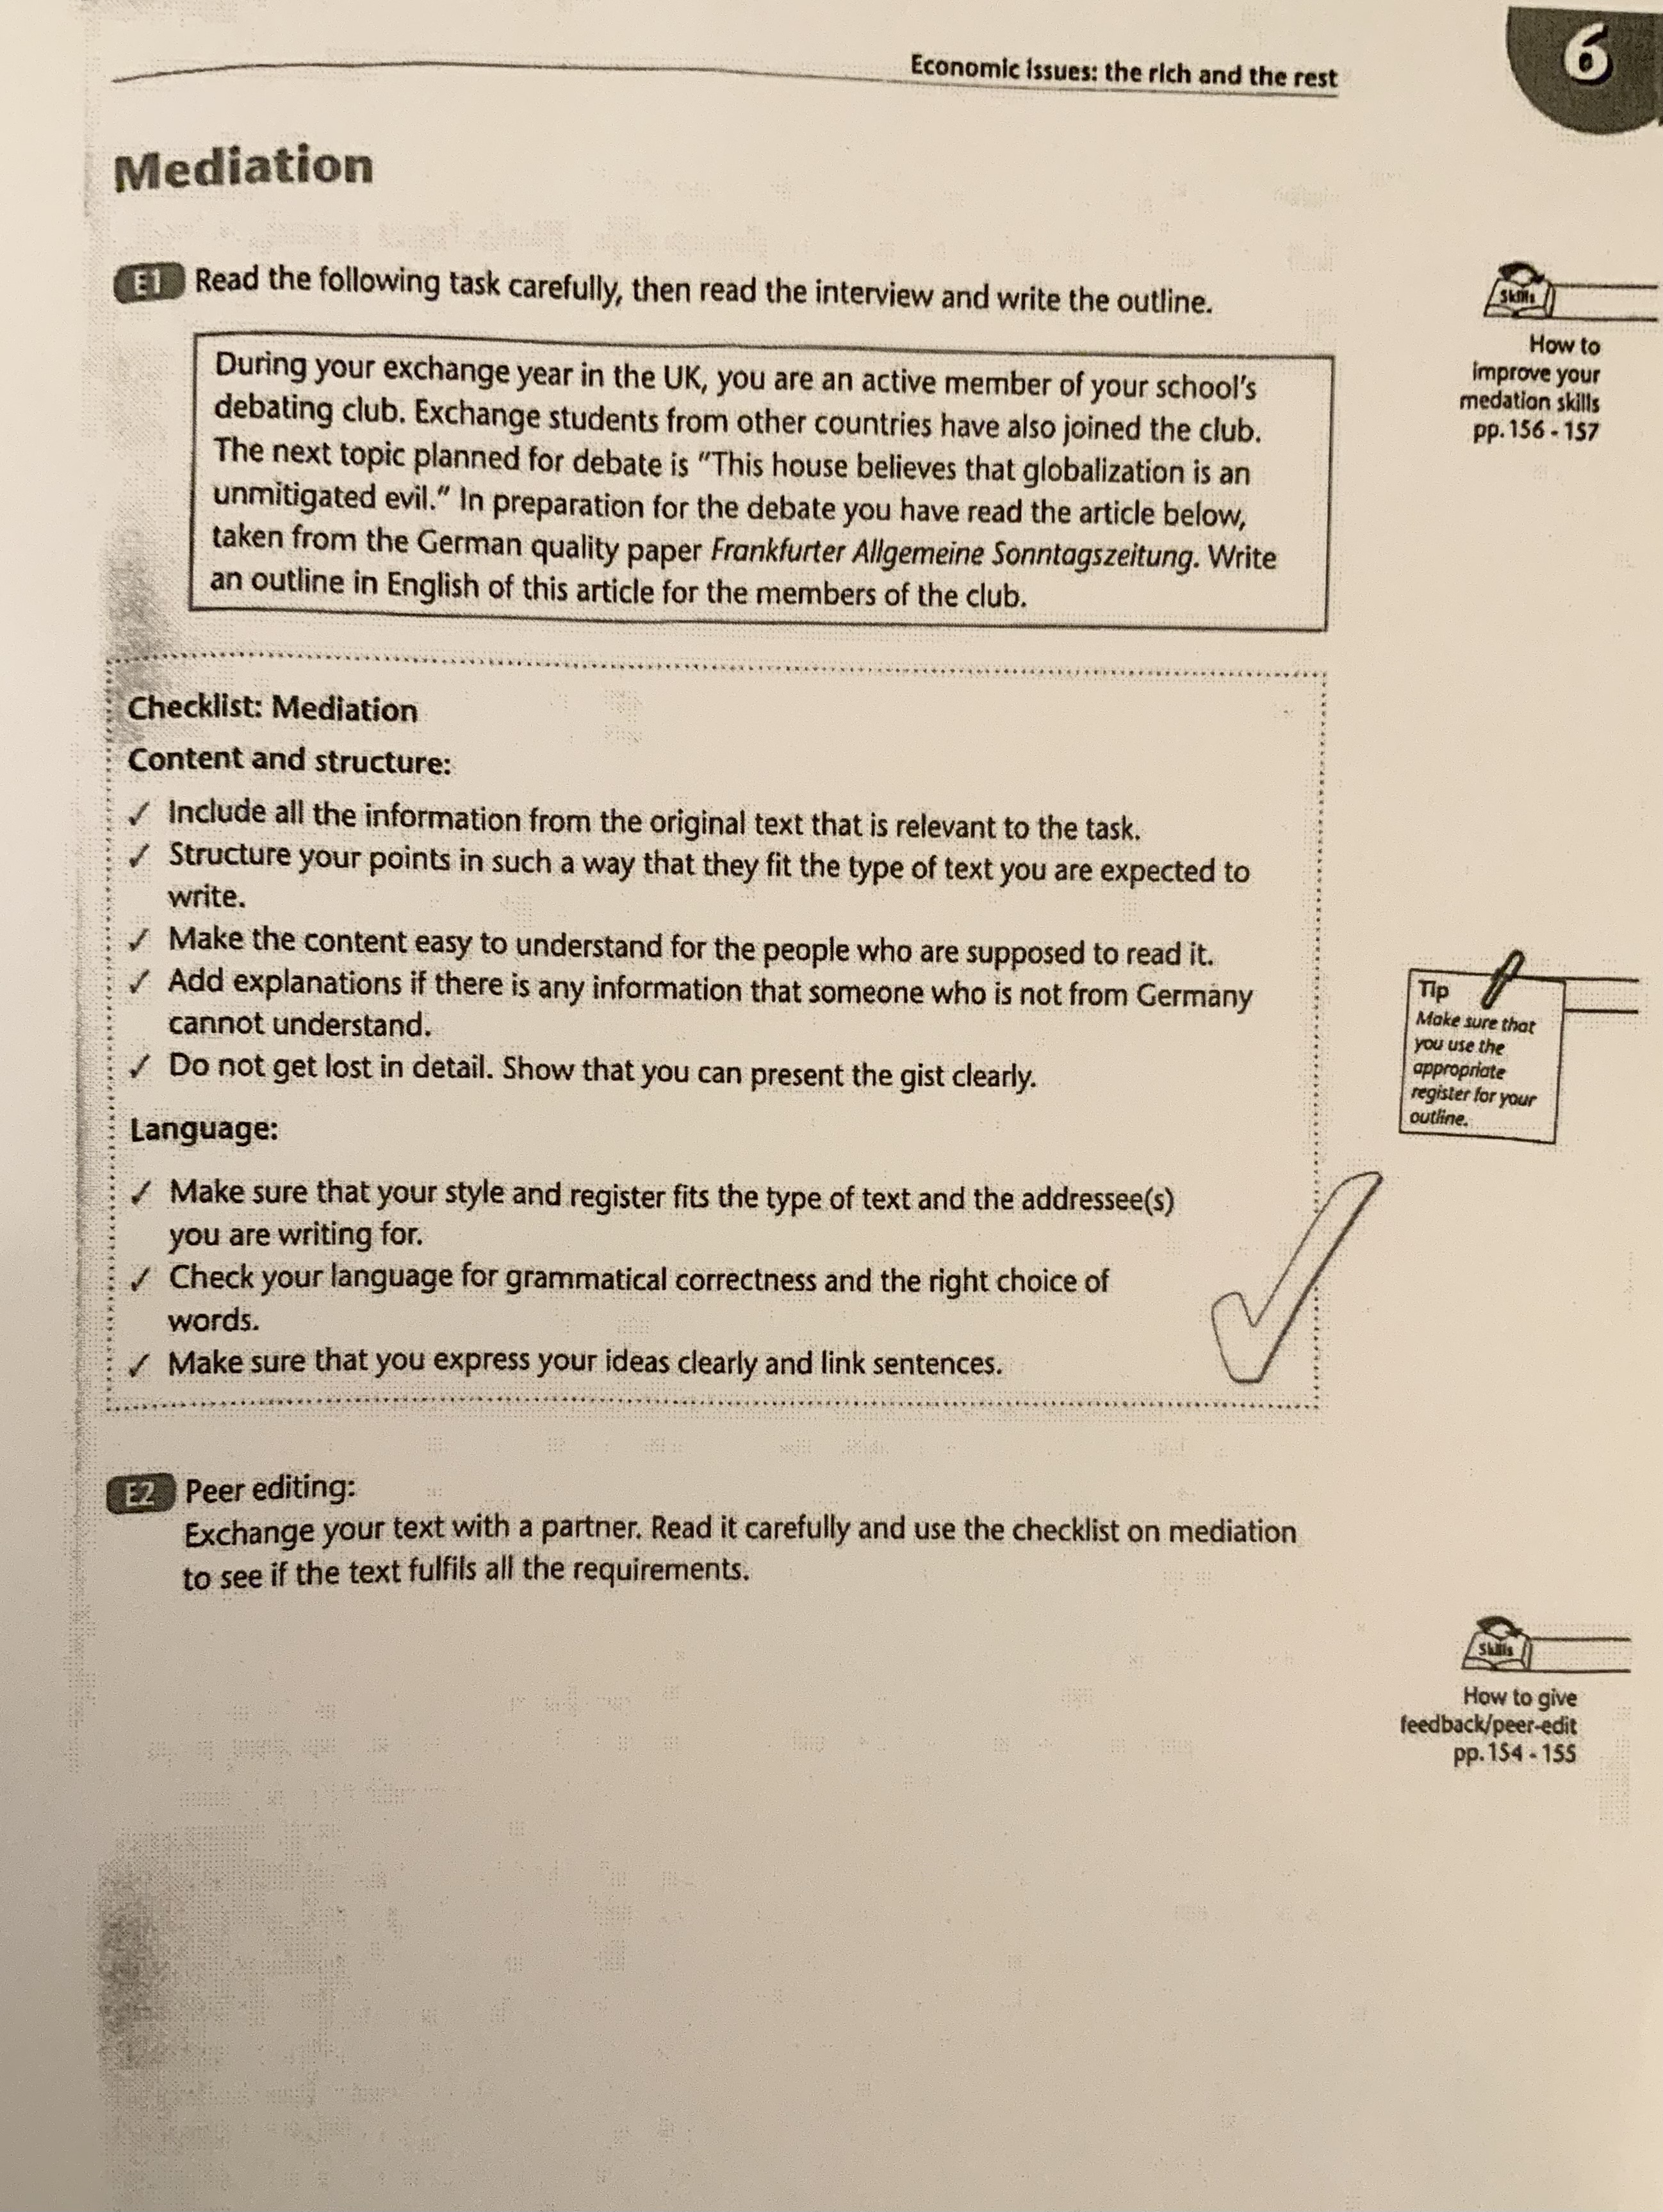 Economic issues: the rich and the rest
6
Mediation
E1 Read the following task carefully, then read the interview and write the outline.
Skills
How to
improve your
medation skills
pp. 156 - 157
During your exchange year in the UK, you are an active member of your school's
debating club. Exchange students from other countries have also joined the club.
The next topic planned for debate is "This house believes that globalization is an
unmitigated evil." In preparation for the debate you have read the article below,
taken from the German quality paper Frankfurter Allgemeine Sonntagszeitung. Write
an outline in English of this article for the members of the club.
Checklist: Mediation
Content and structure:
✓ Include all the information from the original text that is relevant to the task.
✓ Structure your points in such a way that they fit the type of text you are expected to
write.
✓ Make the content easy to understand for the people who are supposed to read it.
✓ Add explanations if there is any information that someone who is not from Germany
cannot understand.
✓ Do not get lost in detail. Show that you can present the gist clearly.
Tip
Make sure that
you use the
appropriate
register for your
outline.
Language:
✓ Make sure that your style and register fits the type of text and the addressee(s)
you are writing for.
✓ Check your language for grammatical correctness and the right choice of
words.
✓ Make sure that you express your ideas clearly and link sentences.
E2 Peer editing:
Exchange your text with a partner. Read it carefully and use the checklist on mediation
to see if the text fulfils all the requirements.
Skills
How to give
feedback/peer-edit
pp. 154 - 155